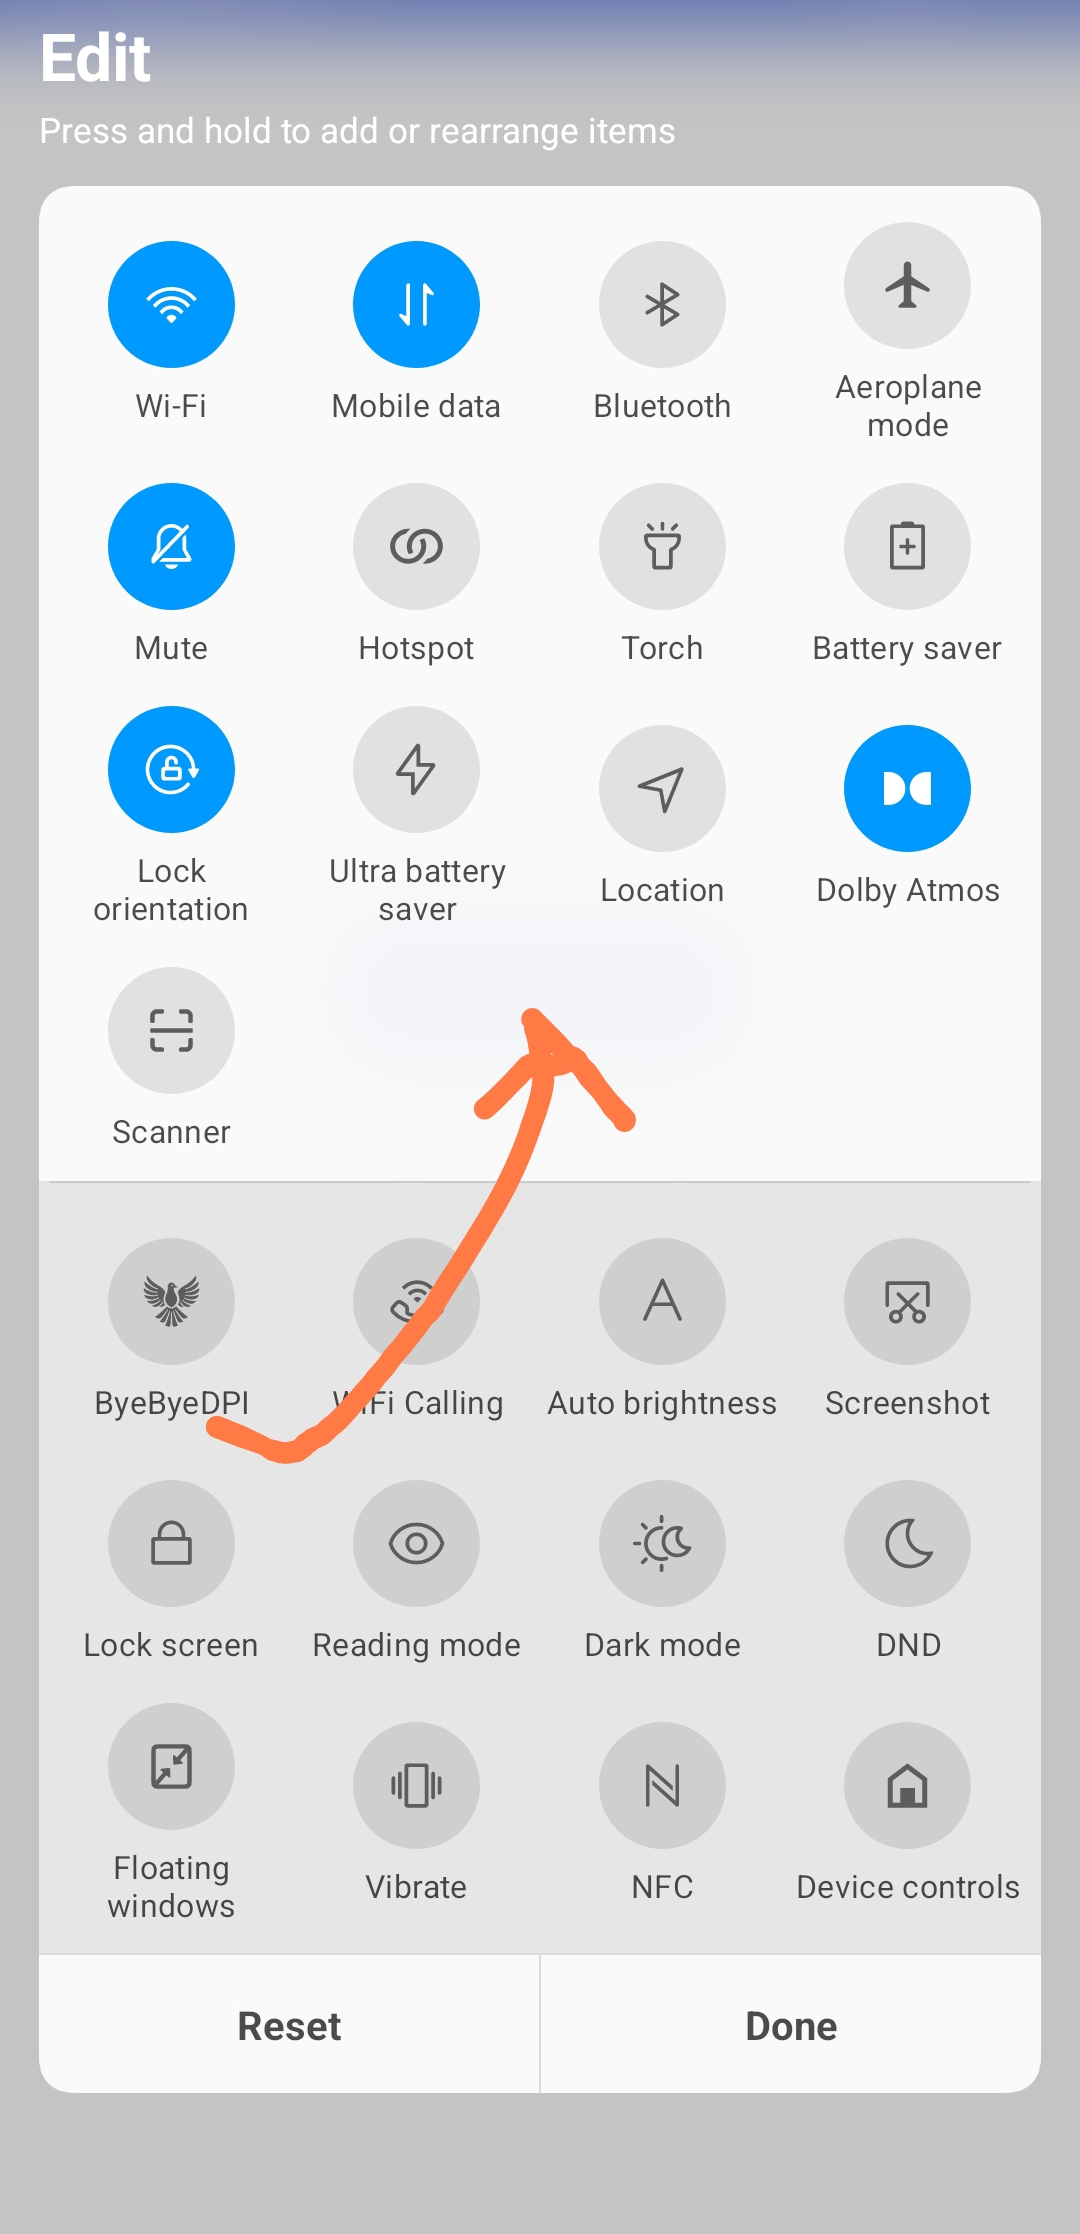 Edit
Press and hold to add or rearrange items
Wi-Fi
Mobile data
Bluetooth
Aeroplane
mode
Mute
Hotspot
Torch
Battery saver
Lock
orientation
Ultra battery
saver
Location
Dolby Atmos
Scanner
ByeByeDPI
WiFi Calling
Auto brightness
Screenshot
Lock screen
Reading mode
Dark mode
DND
Floating
windows
Vibrate
NFC
Device controls
Reset
Done